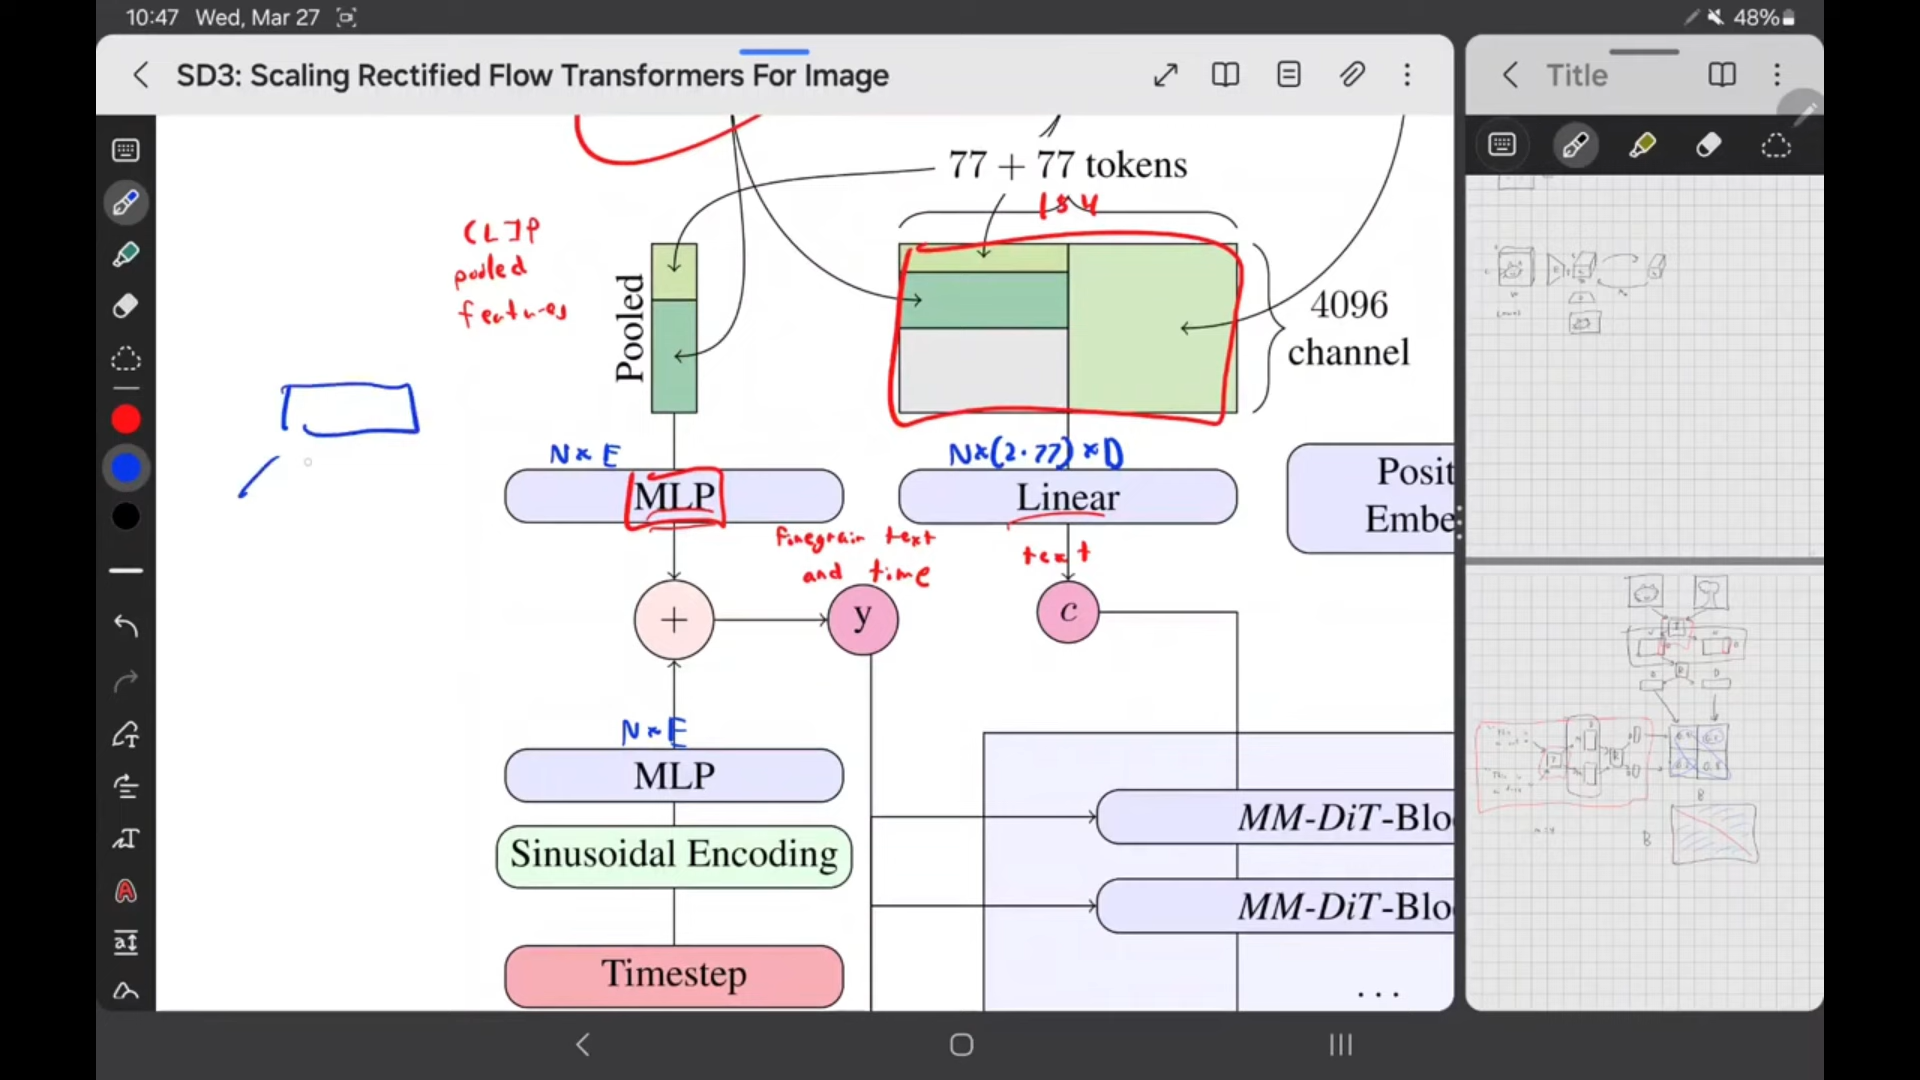 10:47 Wed, Mar 27
48%
SD3: Scaling Rectified Flow Transformers For Image
Title
77 + 77 tokens
154
CLIP
pooled
features
Pooled
4096
channel
N × E
N×(2·77) × D
MLP
Linear
Posit
Embe
finegrain text
and time
text
+
y
c
N × E
MLP
MM-DiT-Blo
Sinusoidal Encoding
MM-DiT-Blo
Timestep
...
B
B